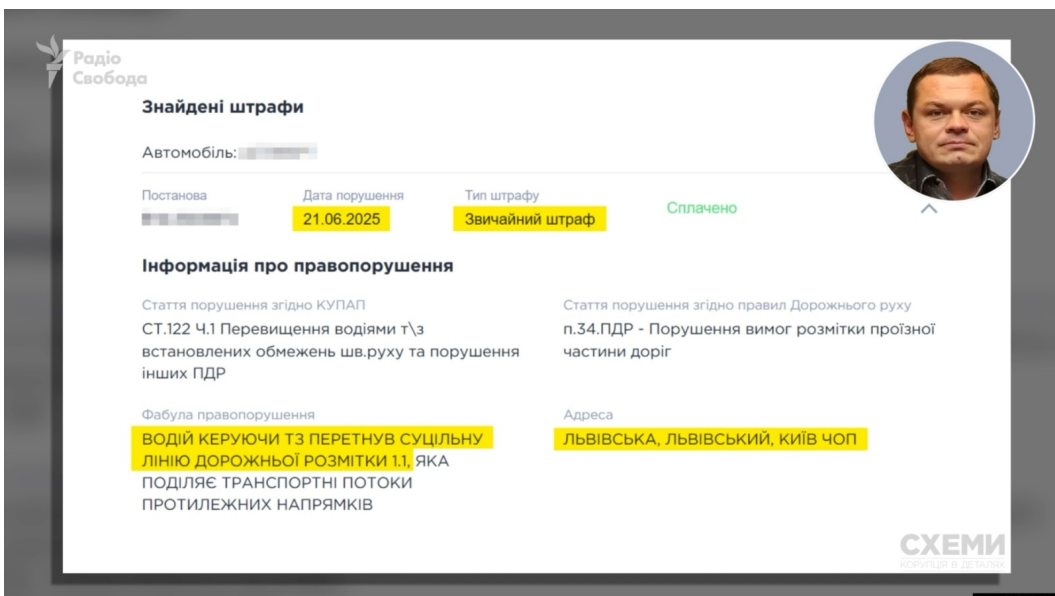 Радіо
Свобода
Знайдені штрафи
Автомобіль:
Постанова
Дата порушення
Тип штрафу
21.06.2025
Звичайний штраф
Сплачено
Інформація про правопорушення
Стаття порушення згідно КУПАП
СТ.122 Ч.1 Перевищення водіями т\з
встановлених обмежень шв.руху та порушення
інших ПДР
Стаття порушення згідно правил Дорожнього руху
п.34.ПДР - Порушення вимог розмітки проїзної
частини доріг
Фабула правопорушення
ВОДІЙ КЕРУЮЧИ ТЗ ПЕРЕТНУВ СУЦІЛЬНУ
ЛІНІЮ ДОРОЖНЬОЇ РОЗМІТКИ 1.1, ЯКА
ПОДІЛЯЄ ТРАНСПОРТНІ ПОТОКИ
ПРОТИЛЕЖНИХ НАПРЯМКІВ
Адреса
ЛЬВІВСЬКА, ЛЬВІВСЬКИЙ, КИЇВ ЧОП
СХЕМИ
КОРУПЦІЯ В ДЕТАЛЯХ